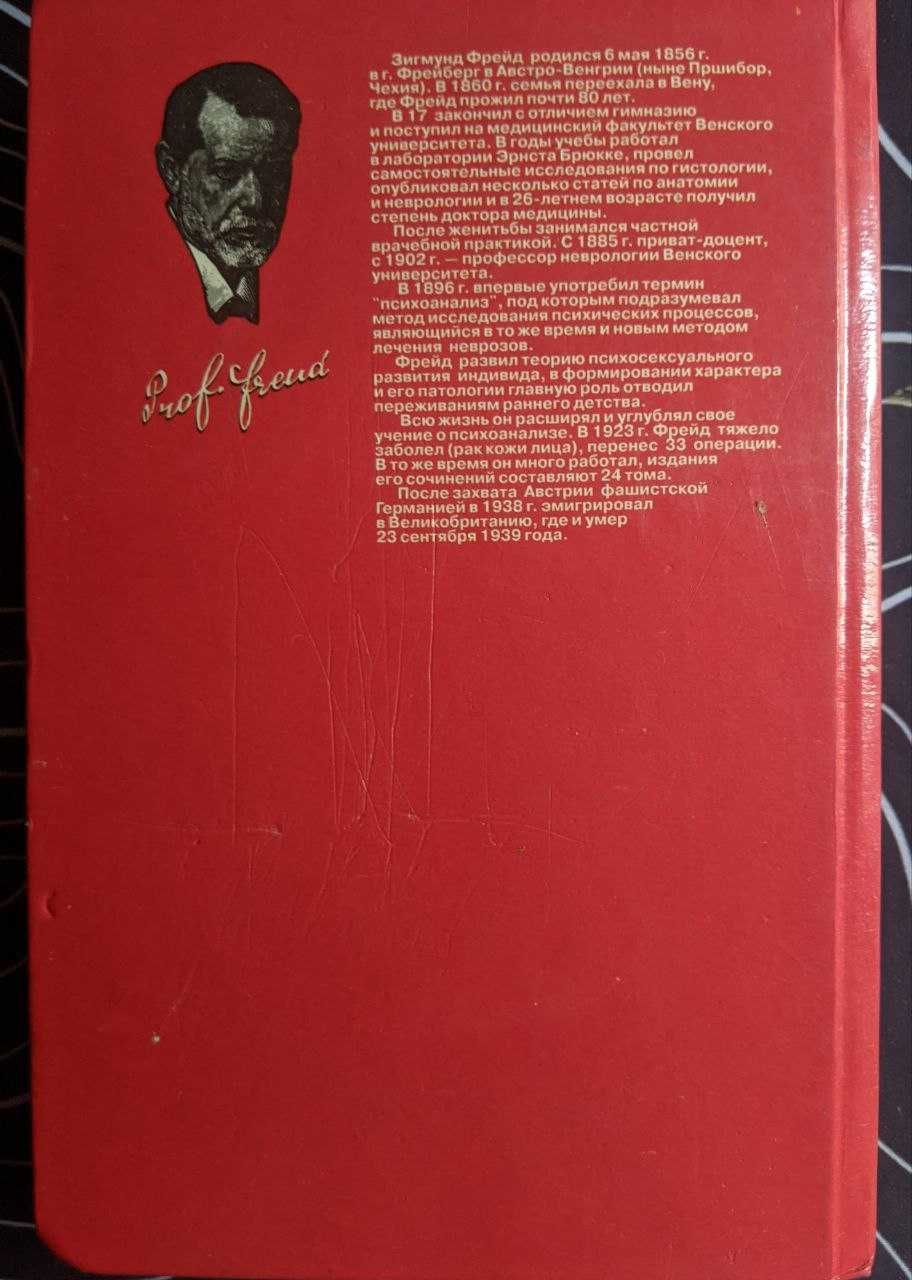 Зигмунд Фрейд родился 6 мая 1856 г.
в г. Фрейберг в Австро-Венгрии (ныне Пршибор,
Чехия). В 1860 г. семья переехала в Вену,
где Фрейд прожил почти 80 лет.
В 17 закончил с отличием гимназию
и поступил на медицинский факультет Венского
университета. В годы учебы работал
в лаборатории Эрнста Брюкке, провел
самостоятельные исследования по гистологии,
опубликовал несколько статей по анатомии
и неврологии и в 26-летнем возрасте получил
степень доктора медицины.
После женитьбы занимался частной
врачебной практикой. С 1885 г. приват-доцент,
с 1902 г. — профессор неврологии Венского
университета.
В 1896 г. впервые употребил термин
"психоанализ", под которым подразумевал
метод исследования психических процессов,
являющийся в то же время и новым методом
лечения неврозов.
Фрейд развил теорию психосексуального
развития индивида, в формировании характера
и его патологии главную роль отводил
переживаниям раннего детства.
Всю жизнь он расширял и углублял свое
учение о психоанализе. В 1923 г. Фрейд тяжело
заболел (рак кожи лица), перенес 33 операции.
В то же время он много работал, издания
его сочинений составляют 24 тома.
После захвата Австрии фашистской
Германией в 1938 г. эмигрировал
в Великобританию, где и умер
23 сентября 1939 года.
Prof. Freud